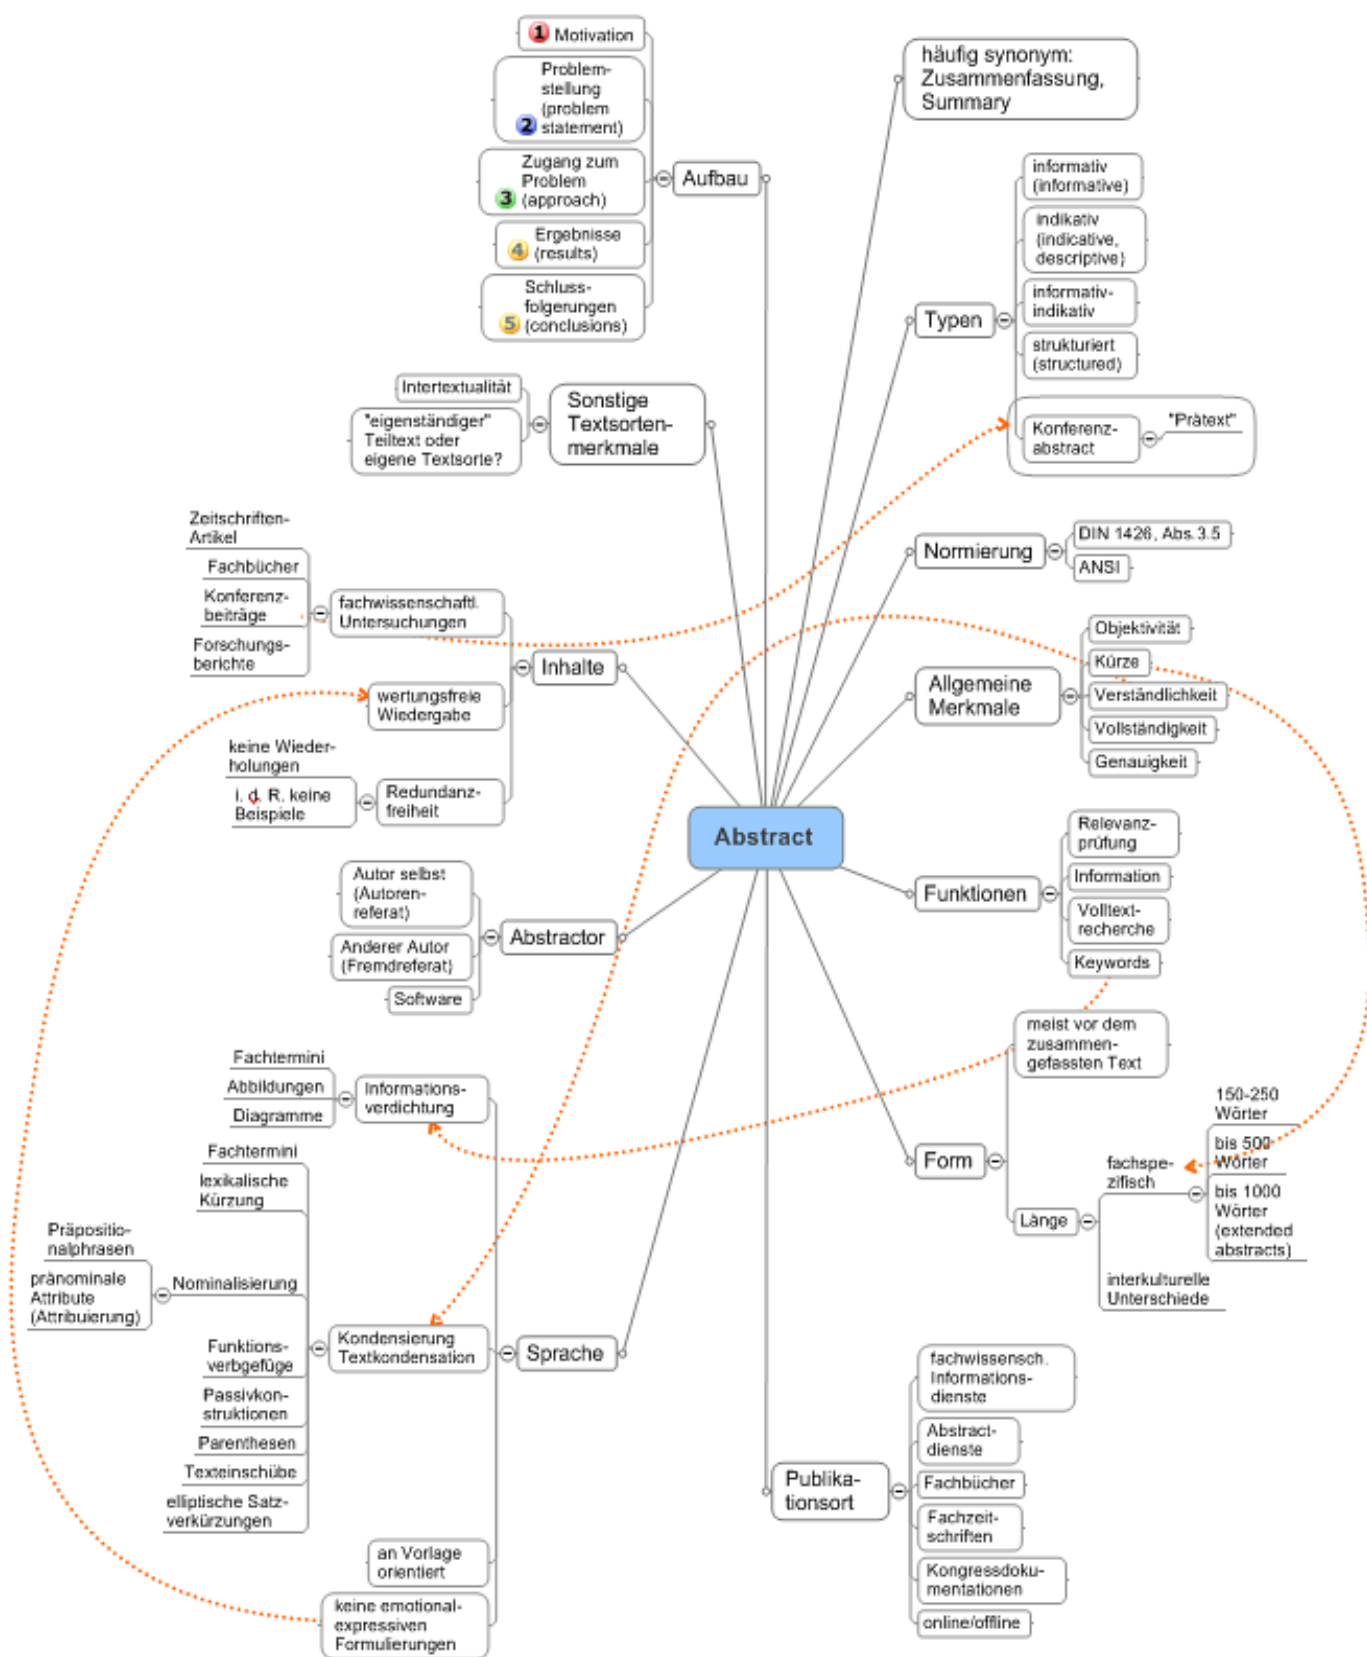 1 Motivation
Problem-
stellung
(problem
2 statement)
Zugang zum
Problem
3 (approach)
4 Ergebnisse
(results)
Schluss-
folgerungen
5 (conclusions)
Aufbau
Intertextualität
"eigenständiger"
Teiltext oder
eigene Textsorte?
Sonstige
Textsorten-
merkmale
Zeitschriften-
Artikel
Fachbücher
Konferenz-
beiträge
Forschungs-
berichte
fachwissenschaftl.
Untersuchungen
wertungsfreie
Wiedergabe
keine Wieder-
holungen
i. d. R. keine
Beispiele
Redundanz-
freiheit
Inhalte
Autor selbst
(Autoren-
referat)
Anderer Autor
(Fremdreferat)
Software
Abstractor
Fachtermini
Abbildungen
Diagramme
Informations-
verdichtung
Fachtermini
lexikalische
Kürzung
Präpositio-
nalphrasen
pränominale
Attribute
(Attribuierung)
Nominalisierung
Funktions-
verbgefüge
Passivkon-
struktionen
Parenthesen
Texteinschübe
elliptische Satz-
verkürzungen
Kondensierung
Textkondensation
an Vorlage
orientiert
keine emotional-
expressiven
Formulierungen
Sprache
Abstract
häufig synonym:
Zusammenfassung,
Summary
Typen
informativ
(informative)
indikativ
(indicative,
descriptive)
informativ-
indikativ
strukturiert
(structured)
Konferenz-
abstract
"Prätext"
Normierung
DIN 1426, Abs.3.5
ANSI
Allgemeine
Merkmale
Objektivität
Kürze
Verständlichkeit
Vollständigkeit
Genauigkeit
Funktionen
Relevanz-
prüfung
Information
Volltext-
recherche
Keywords
Form
meist vor dem
zusammen-
gefassten Text
Länge
fachspe-
zifisch
150-250
Wörter
bis 500
Wörter
bis 1000
Wörter
(extended
abstracts)
interkulturelle
Unterschiede
Publika-
tionsort
fachwissensch.
Informations-
dienste
Abstract-
dienste
Fachbücher
Fachzeit-
schriften
Kongressdoku-
mentationen
online/offline